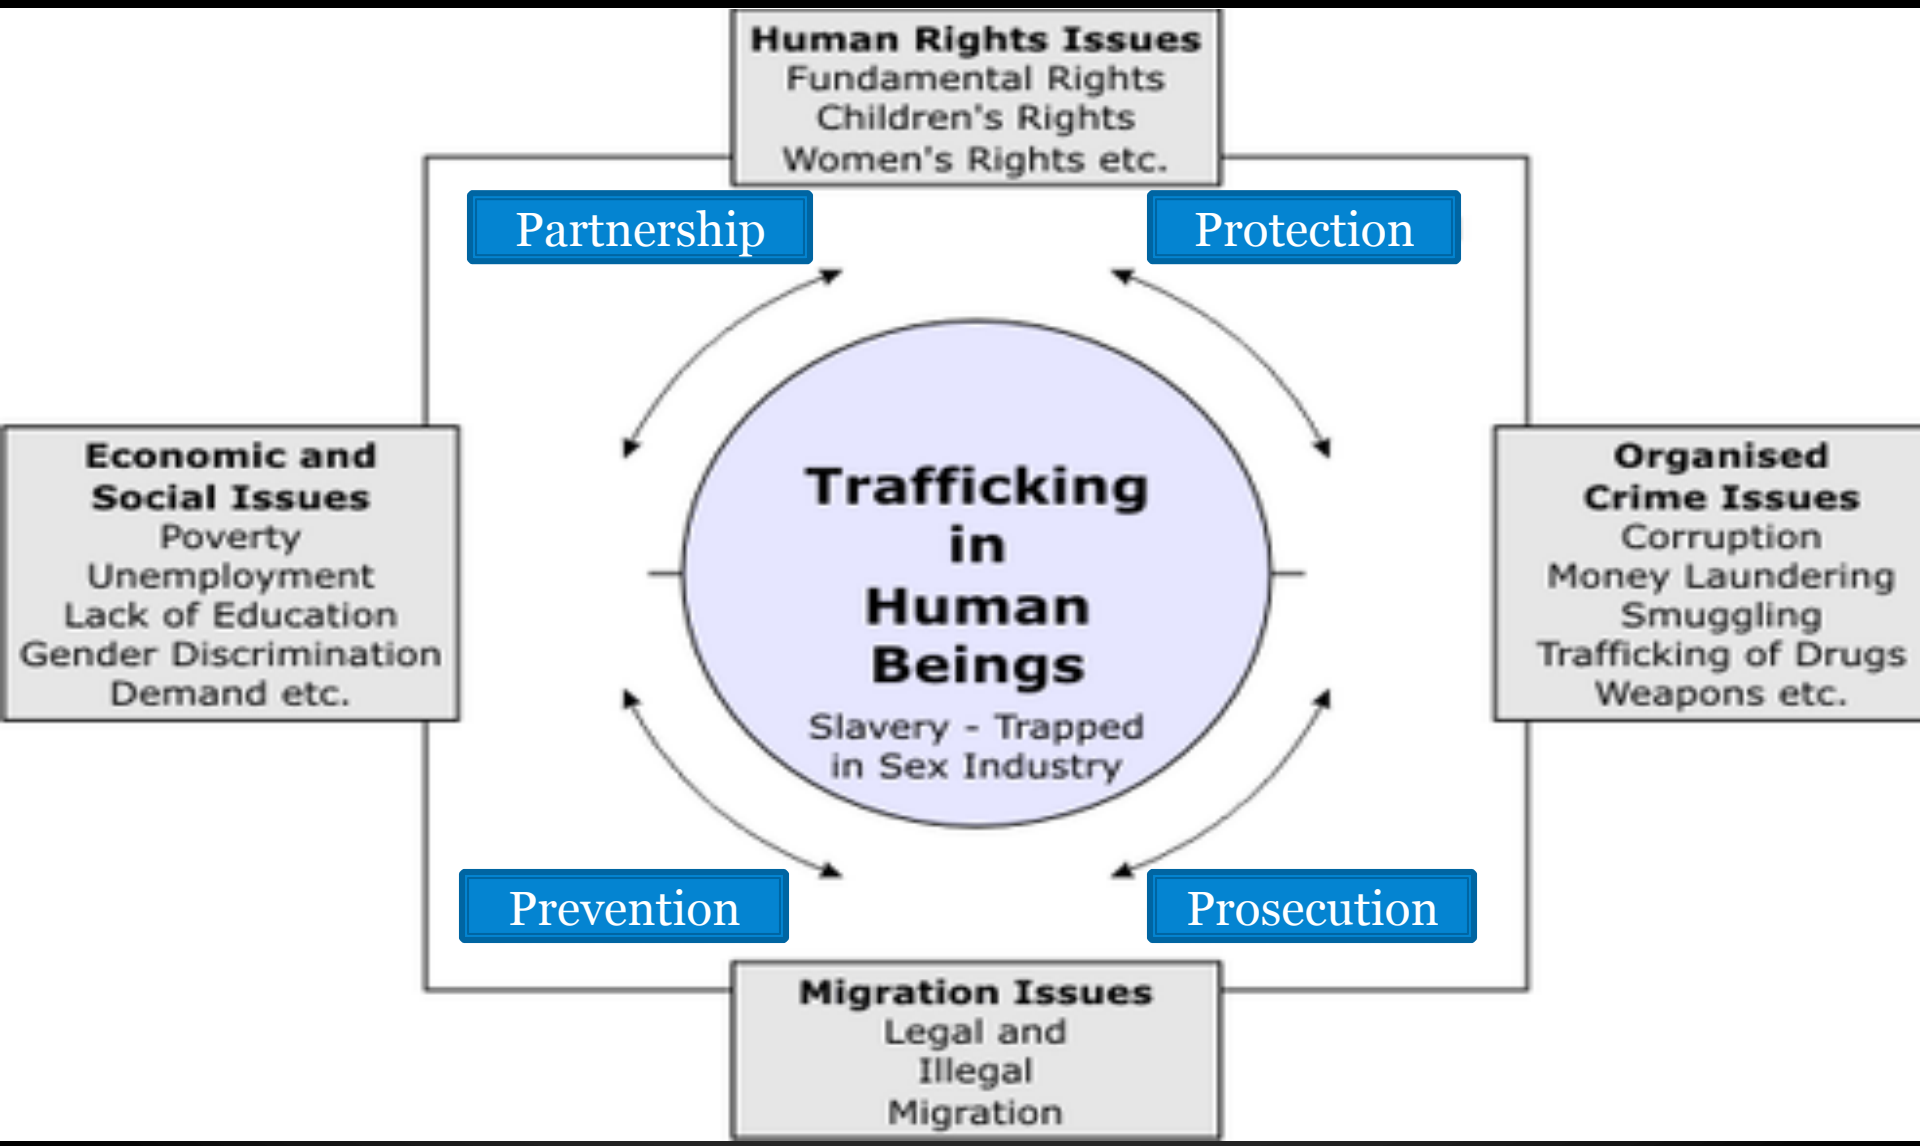 Human Rights Issues
Fundamental Rights
Children's Rights
Women's Rights etc.
Partnership
Protection
Economic and
Social Issues
Poverty
Unemployment
Lack of Education
Gender Discrimination
Demand etc.
Trafficking
in
Human
Beings
Slavery - Trapped
in Sex Industry
Organised
Crime Issues
Corruption
Money Laundering
Smuggling
Trafficking of Drugs
Weapons etc.
Prevention
Prosecution
Migration Issues
Legal and
Illegal
Migration